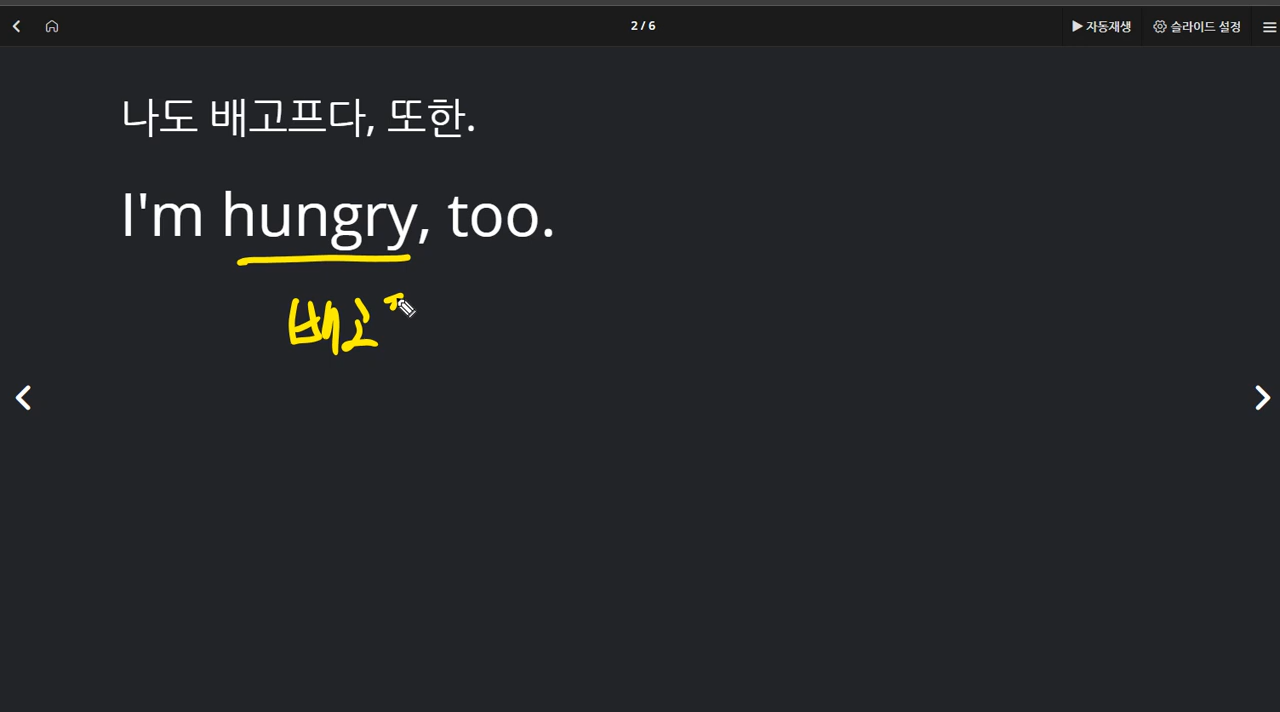 2 / 6
자동재생
슬라이드 설정
나도 배고프다, 또한.
I'm hungry, too.
배고